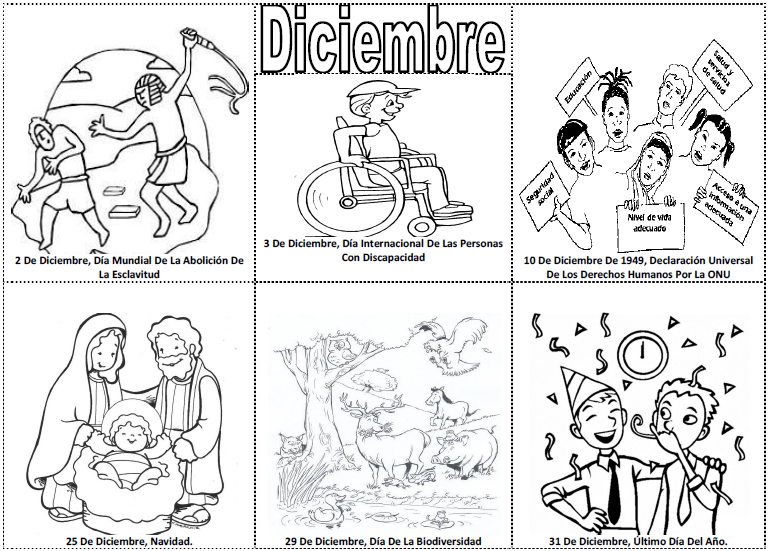 Diciembre
2 De Diciembre, Día Mundial De La Abolición De
La Esclavitud
3 De Diciembre, Día Internacional De Las Personas
Con Discapacidad
Educación
Salud y
servicios
de salud
Seguridad
social
Nivel de vida
adecuado
Acceso a una
información
adecuada
10 De Diciembre De 1949, Declaración Universal
De Los Derechos Humanos Por La ONU
25 De Diciembre, Navidad.
29 De Diciembre, Día De La Biodiversidad
31 De Diciembre, Último Día Del Año.